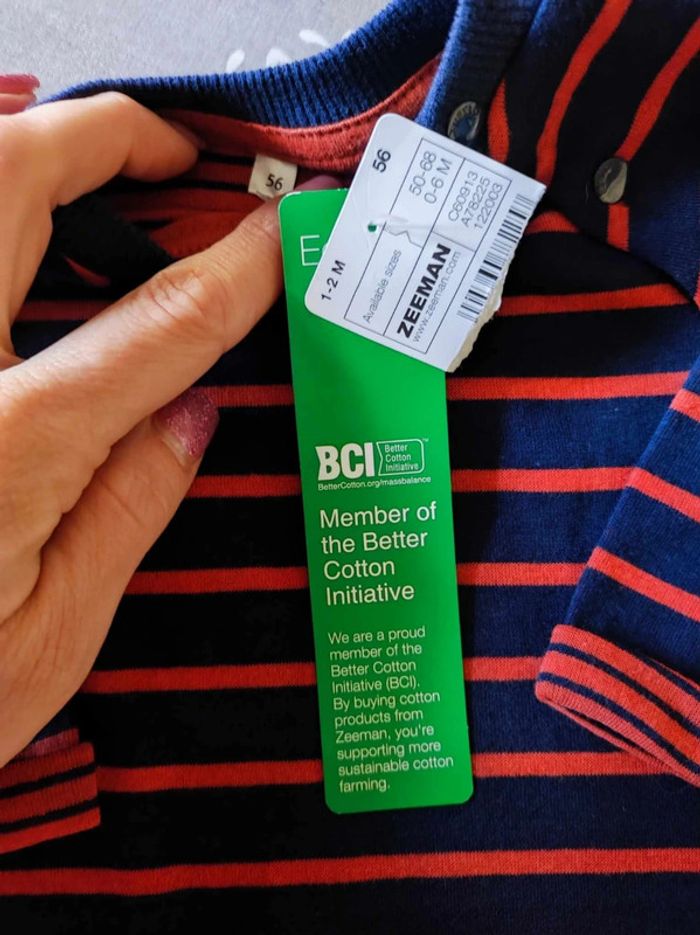 56
56
1-2 M
Available sizes
50-68
0-6 M
ZEEMAN
www.zeeman.com
C60913
A78225
122003
E
BCI Better
Cotton
Initiative™
BetterCotton.org/massbalance
Member of
the Better
Cotton
Initiative
We are a proud
member of the
Better Cotton
Initiative (BCI).
By buying cotton
products from
Zeeman, you're
supporting more
sustainable cotton
farming.